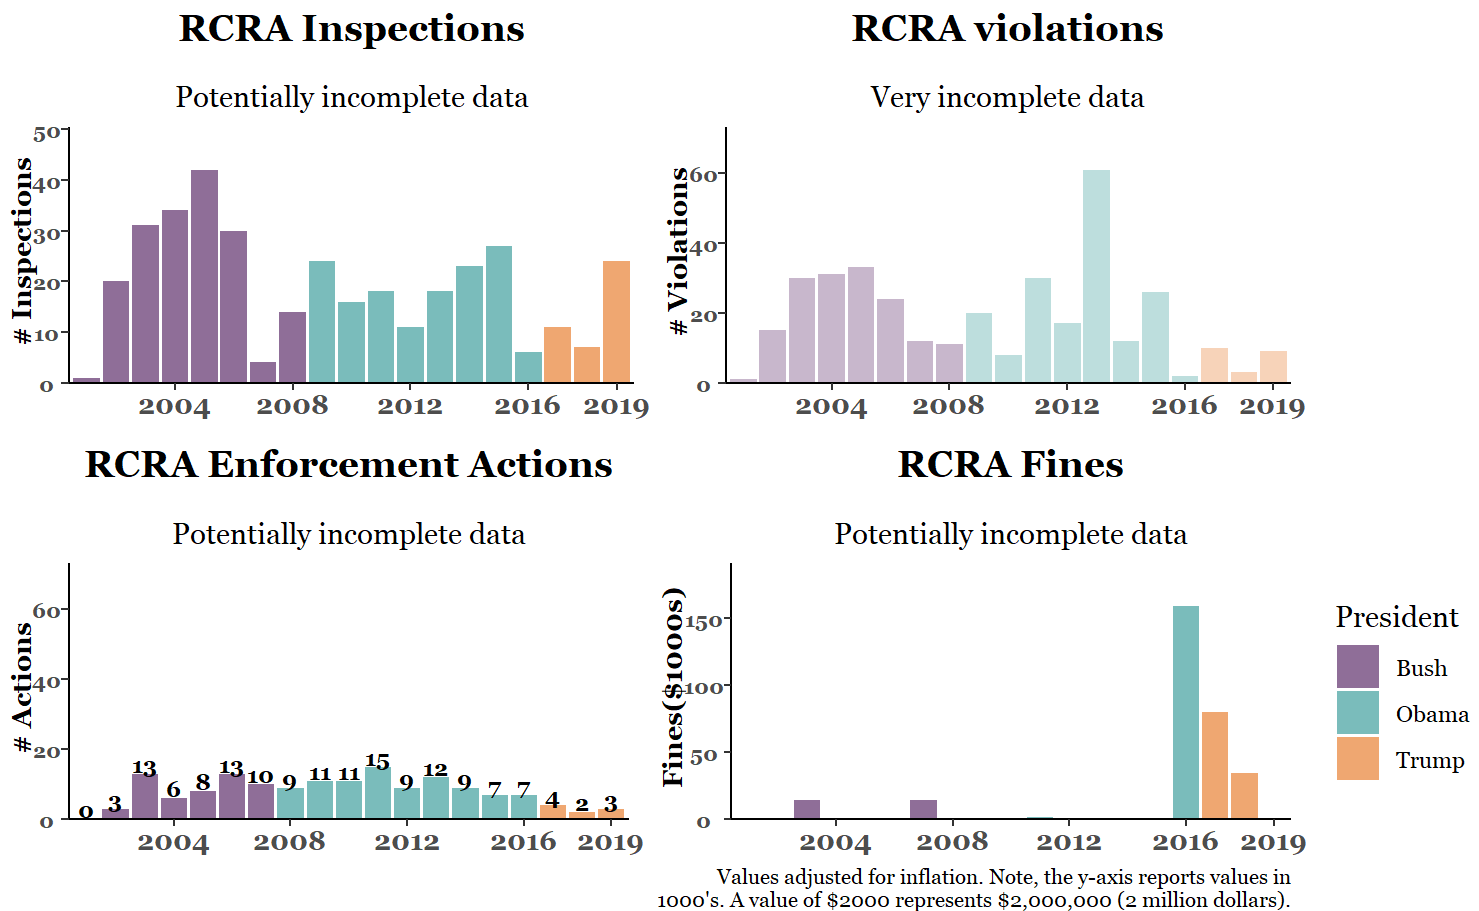 RCRA Inspections
Potentially incomplete data
# Inspections
50
40
30
20
10
0
2004 2008 2012 2016 2019
RCRA violations
Very incomplete data
# Violations
60
40
20
0
2004 2008 2012 2016 2019
RCRA Enforcement Actions
Potentially incomplete data
# Actions
60
40
20
0
0 3 13 6 8 13 10 9 11 11 15 9 12 9 7 7 4 2 3
2004 2008 2012 2016 2019
RCRA Fines
Potentially incomplete data
Fines($1000s)
150
100
50
0
2004 2008 2012 2016 2019
President
Bush
Obama
Trump
Values adjusted for inflation. Note, the y-axis reports values in
1000's. A value of $2000 represents $2,000,000 (2 million dollars).